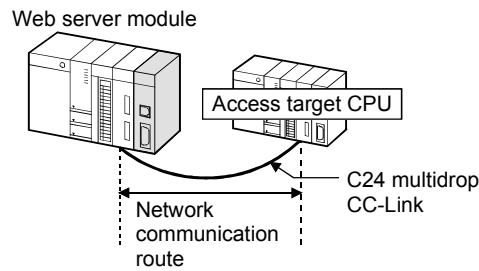 Web server module
Access target CPU
C24 multidrop
CC-Link
Network
communication
route